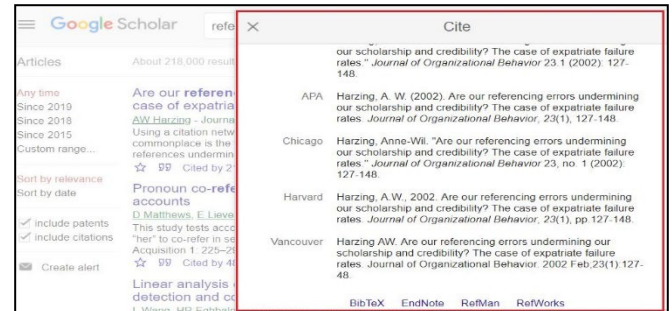 Google Scholar
refe
Articles
About 218,000 result
Any time
Since 2019
Since 2018
Since 2015
Custom range...
Sort by relevance
Sort by date
include patents
include citations
Create alert
Are our referen
case of expatria
AW Harzing - Journa
Using a citation netw
commonplace is the
references undermin
Cited by 2
Pronoun co-refe
accounts
D Matthews, E Lieve
This study tests acco
"her" to co-refer in se
Acquisition 1: 225–2
Cited by 48
Linear analysis
detection and co
Cite
our scholarship and credibility? The case of expatriate failure
rates." Journal of Organizational Behavior 23.1 (2002): 127-
148.
APA
Harzing, A. W. (2002). Are our referencing errors undermining
our scholarship and credibility? The case of expatriate failure
rates. Journal of Organizational Behavior, 23(1), 127-148.
Chicago
Harzing, Anne-Wil. "Are our referencing errors undermining
our scholarship and credibility? The case of expatriate failure
rates." Journal of Organizational Behavior 23, no. 1 (2002):
127-148.
Harvard
Harzing, A.W., 2002. Are our referencing errors undermining
our scholarship and credibility? The case of expatriate failure
rates. Journal of Organizational Behavior, 23(1), pp.127-148.
Vancouver
Harzing AW. Are our referencing errors undermining our
scholarship and credibility? The case of expatriate failure
rates. Journal of Organizational Behavior. 2002 Feb;23(1):127-
48.
BibTeX EndNote RefMan RefWorks